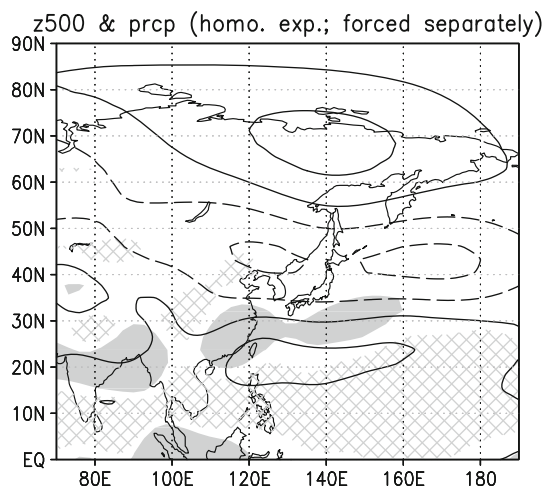 z500 & prcp (homo. exp.; forced separately)
90N
80N
70N
60N
50N
40N
30N
20N
10N
EQ
80E 100E 120E 140E 160E 180